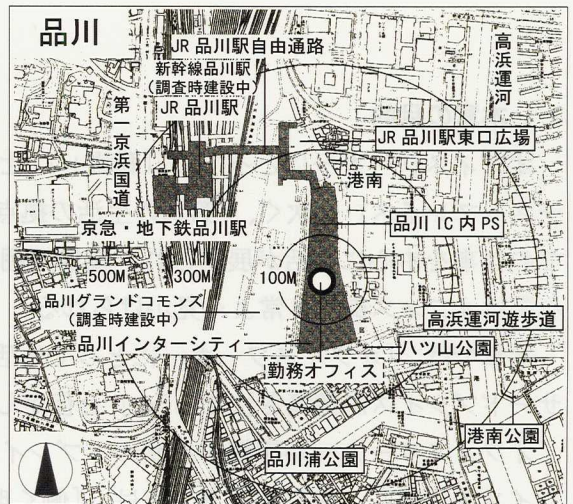 品川
JR 品川駅自由通路
新幹線品川駅
(調査時建設中)
JR 品川駅
高浜運河
第一京浜国道
JR 品川駅東口広場
港南
品川 IC 内 PS
京急・地下鉄品川駅
500M
300M
100M
品川グランドコモンズ
(調査時建設中)
高浜運河遊歩道
品川インターシティ
八ツ山公園
勤務オフィス
港南公園
品川浦公園